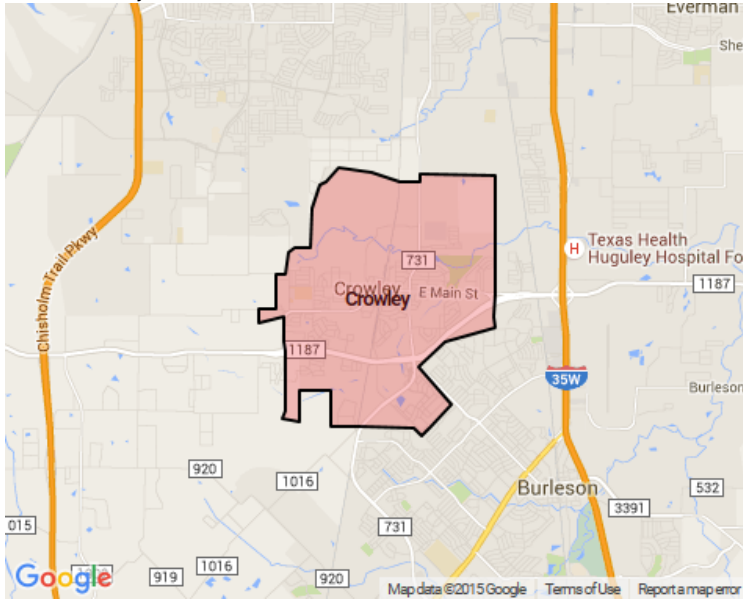 Everman
She
Chisholm Trail Pkwy
H
Texas Health
Huguley Hospital Fo
731
1187
Crowley
E Main St
Crowley
1187
35W
Burleson
920
1016
Burleson
532
3391
015
731
1016
919
920
Google
Map data ©2015 Google
Terms of Use
Report a map error